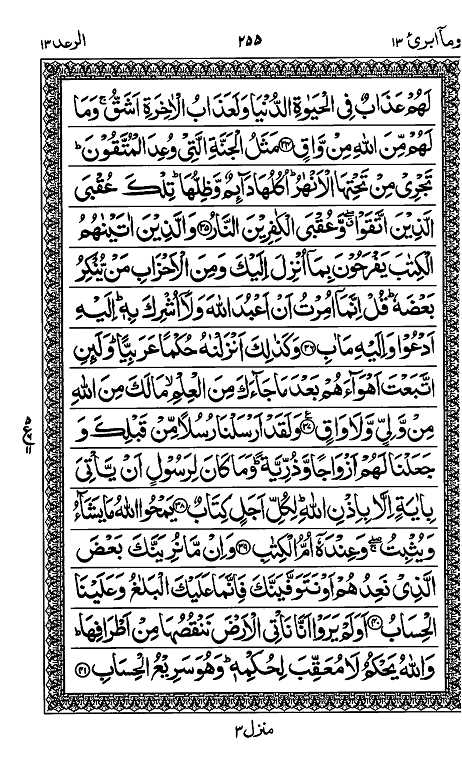 ومآ ابرئ ١٣
٢٥٥
الرعد ١٣
لَهُمْ عَذَابٌ فِی الْحَیٰوةِ الدُّنْیَا وَلَعَذَابُ الْاٰخِرَةِ اَشَقُّ ۚ وَمَا
لَهُمْ مِّنَ اللّٰهِ مِنْ وَّاقٍ ﴿٣٤﴾ مَثَلُ الْجَنَّةِ الَّتِیْ وُعِدَ الْمُتَّقُوْنَ ؕ
تَجْرِیْ مِنْ تَحْتِهَا الْاَنْهٰرُ ؕ اُكُلُهَا دَآئِمٌ وَّظِلُّهَا ؕ تِلْكَ عُقْبَی
الَّذِیْنَ اتَّقَوْا ۖۗ وَّعُقْبَی الْكٰفِرِیْنَ النَّارُ ﴿٣٥﴾ وَالَّذِیْنَ اٰتَیْنٰهُمُ
الْكِتٰبَ یَفْرَحُوْنَ بِمَاۤ اُنْزِلَ اِلَیْكَ وَمِنَ الْاَحْزَابِ مَنْ یُّنْكِرُ
بَعْضَهٗ ؕ قُلْ اِنَّمَاۤ اُمِرْتُ اَنْ اَعْبُدَ اللّٰهَ وَلَاۤ اُشْرِكَ بِهٖ ؕ اِلَیْهِ
اَدْعُوْا وَاِلَیْهِ مَاٰبِ ﴿٣٦﴾ وَكَذٰلِكَ اَنْزَلْنٰهُ حُكْمًا عَرَبِیًّا ؕ وَلَئِنِ
اتَّبَعْتَ اَهْوَآءَهُمْ بَعْدَ مَا جَآءَكَ مِنَ الْعِلْمِ ۙ مَا لَكَ مِنَ اللّٰهِ
مِنْ وَّلِیٍّ وَّلَا وَاقٍ ﴿٣٧﴾ وَلَقَدْ اَرْسَلْنَا رُسُلًا مِّنْ قَبْلِكَ وَ
جَعَلْنَا لَهُمْ اَزْوَاجًا وَّذُرِّیَّةً ؕ وَمَا كَانَ لِرَسُوْلٍ اَنْ یَّاْتِیَ
بِاٰیَةٍ اِلَّا بِاِذْنِ اللّٰهِ ؕ لِكُلِّ اَجَلٍ كِتَابٌ ﴿٣٨﴾ یَمْحُوا اللّٰهُ مَا یَشَآءُ
وَیُثْبِتُ ۖۚ وَعِنْدَهٗۤ اُمُّ الْكِتٰبِ ﴿٣٩﴾ وَاِنْ مَّا نُرِیَنَّكَ بَعْضَ
الَّذِیْ نَعِدُهُمْ اَوْ نَتَوَفَّیَنَّكَ فَاِنَّمَا عَلَیْكَ الْبَلٰغُ وَعَلَیْنَا
الْحِسَابُ ﴿٤٠﴾ اَوَلَمْ یَرَوْا اَنَّا نَاْتِی الْاَرْضَ نَنْقُصُهَا مِنْ اَطْرَافِهَا ؕ
وَاللّٰهُ یَحْكُمُ لَا مُعَقِّبَ لِحُكْمِهٖ ؕ وَهُوَ سَرِیْعُ الْحِسَابِ ﴿٤١﴾
منزل ٣